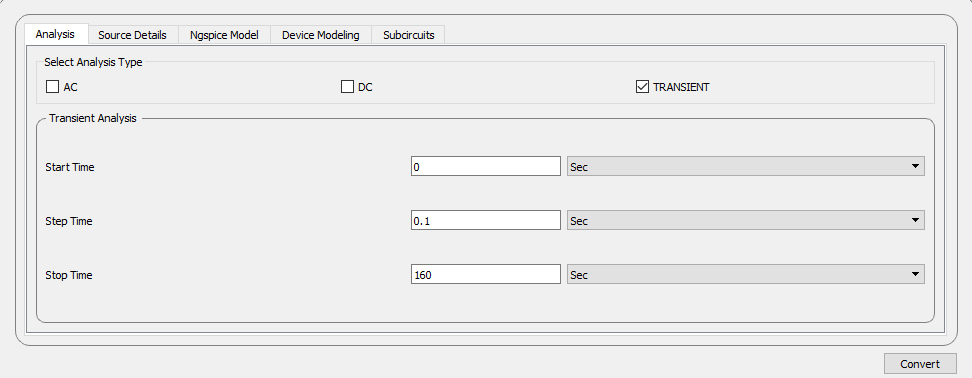 Analysis Source Details Ngspice Model Device Modeling Subcircuits
Select Analysis Type
AC DC TRANSIENT
Transient Analysis
Start Time 0 Sec
Step Time 0.1 Sec
Stop Time 160 Sec
Convert